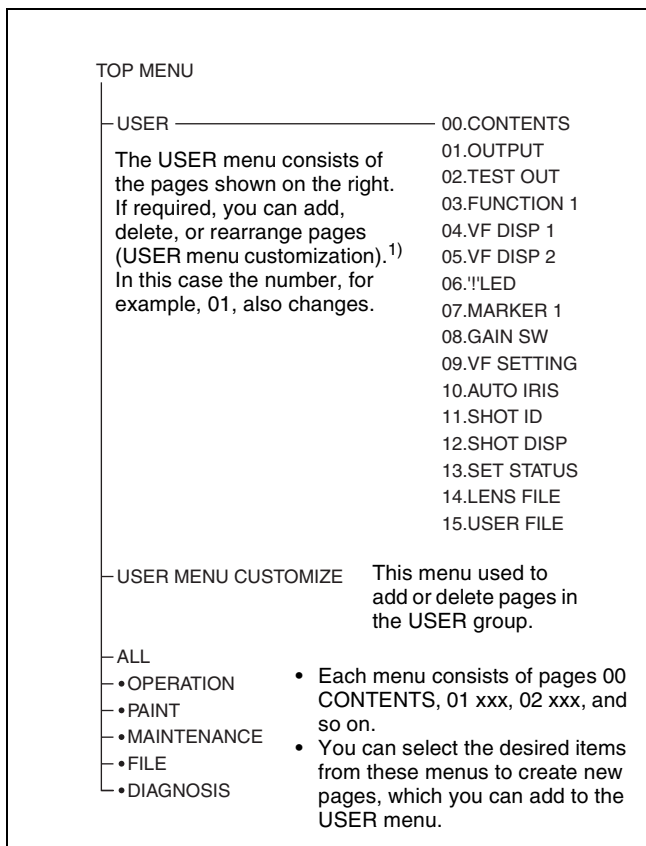 TOP MENU
USER
The USER menu consists of
the pages shown on the right.
If required, you can add,
delete, or rearrange pages
(USER menu customization).1)
In this case the number, for
example, 01, also changes.
00.CONTENTS
01.OUTPUT
02.TEST OUT
03.FUNCTION 1
04.VF DISP 1
05.VF DISP 2
06.'!'LED
07.MARKER 1
08.GAIN SW
09.VF SETTING
10.AUTO IRIS
11.SHOT ID
12.SHOT DISP
13.SET STATUS
14.LENS FILE
15.USER FILE
USER MENU CUSTOMIZE
This menu used to
add or delete pages in
the USER group.
ALL
•OPERATION
•PAINT
•MAINTENANCE
•FILE
•DIAGNOSIS
• Each menu consists of pages 00
CONTENTS, 01 xxx, 02 xxx, and
so on.
• You can select the desired items
from these menus to create new
pages, which you can add to the
USER menu.